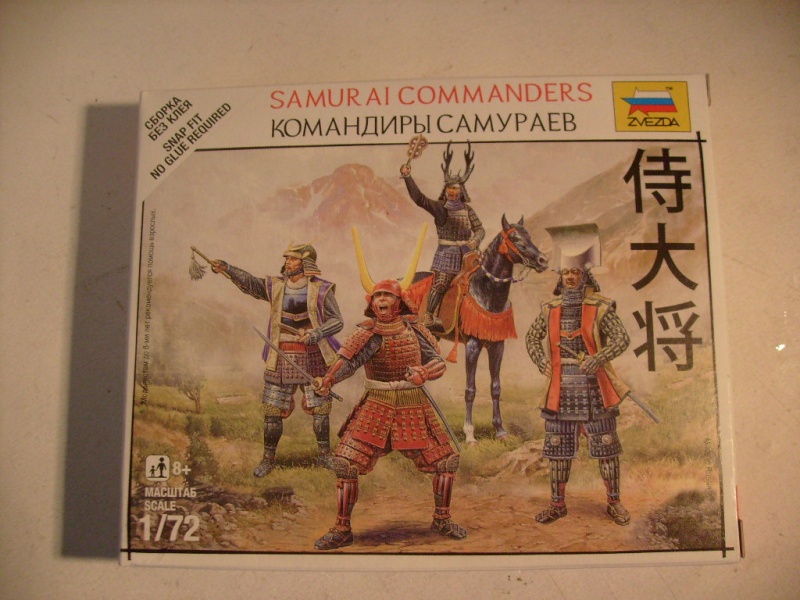 СБОРКА
БЕЗ КЛЕЯ
SNAP FIT
NO GLUE REQUIRED
SAMURAI COMMANDERS
КОМАНДИРЫ САМУРАЕВ
™
ZVEZDA
侍大将
8+
МАСШТАБ
SCALE
1/72